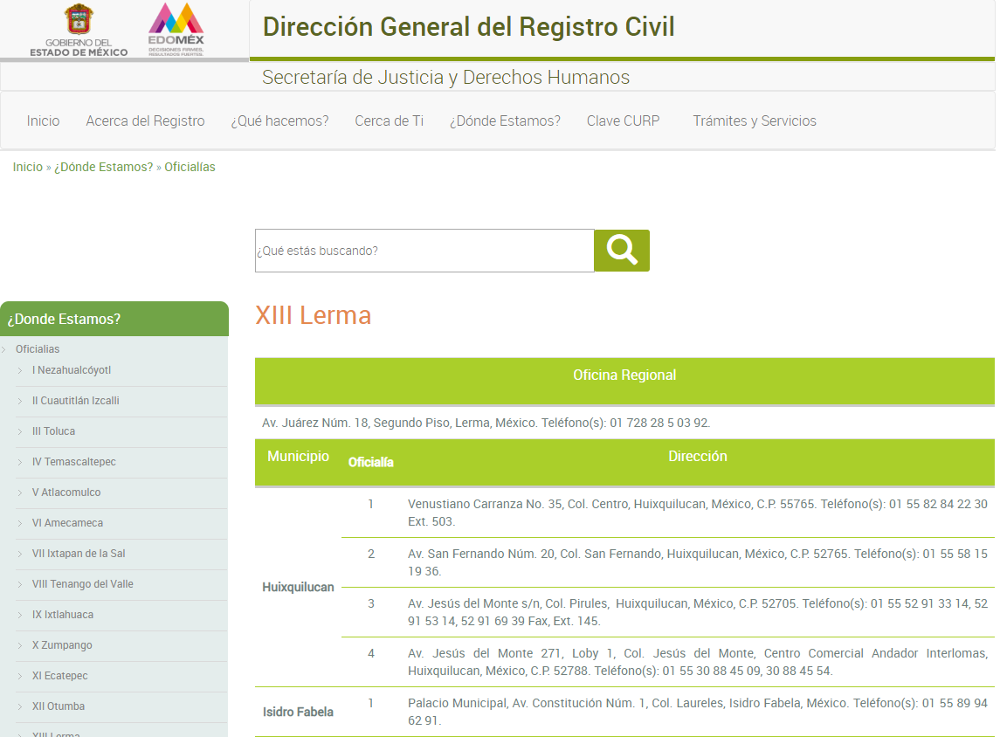 GOBIERNO DEL
ESTADO DE MÉXICO
EDOMÉX
DECISIONES FIRMES,
RESULTADOS FUERTES.
Dirección General del Registro Civil
Secretaría de Justicia y Derechos Humanos
Inicio Acerca del Registro ¿Qué hacemos? Cerca de Ti ¿Dónde Estamos? Clave CURP Trámites y Servicios
Inicio » ¿Dónde Estamos? » Oficialías
¿Qué estás buscando?
¿Donde Estamos?
Oficialias
I Nezahualcóyotl
II Cuautitlán Izcalli
III Toluca
IV Temascaltepec
V Atlacomulco
VI Amecameca
VII Ixtapan de la Sal
VIII Tenango del Valle
IX Ixtlahuaca
X Zumpango
XI Ecatepec
XII Otumba
XIII Lerma
XIII Lerma
Oficina Regional
Av. Juárez Núm. 18, Segundo Piso, Lerma, México. Teléfono(s): 01 728 28 5 03 92.
Municipio Oficialía Dirección
Huixquilucan
1 Venustiano Carranza No. 35, Col. Centro, Huixquilucan, México, C.P. 55765. Teléfono(s): 01 55 82 84 22 30
Ext. 503.
2 Av. San Fernando Núm. 20, Col. San Fernando, Huixquilucan, México, C.P. 52765. Teléfono(s): 01 55 58 15
19 36.
3 Av. Jesús del Monte s/n, Col. Pirules, Huixquilucan, México, C.P. 52705. Teléfono(s): 01 55 52 91 33 14, 52
91 53 14, 52 91 69 39 Fax, Ext. 145.
4 Av. Jesús del Monte 271, Loby 1, Col. Jesús del Monte, Centro Comercial Andador Interlomas,
Huixquilucan, México, C.P. 52788. Teléfono(s): 01 55 30 88 45 09, 30 88 45 54.
Isidro Fabela
1 Palacio Municipal, Av. Constitución Núm. 1, Col. Laureles, Isidro Fabela, México. Teléfono(s): 01 55 89 94
62 91.